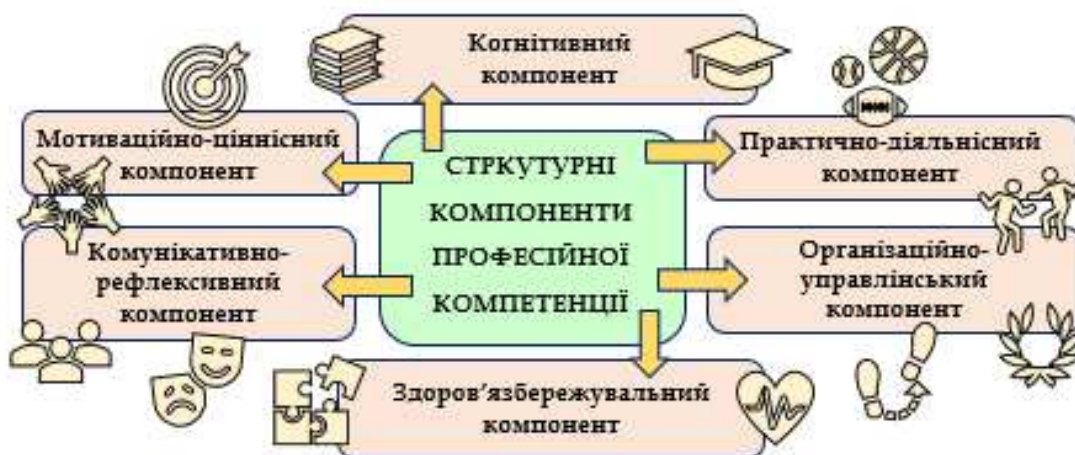 Когнітивний
компонент
Мотиваційно-ціннісний
компонент
Практично-діяльнісний
компонент
СТРКУТУРНІ
КОМПОНЕНТИ
ПРОФЕСІЙНОЇ
КОМПЕТЕНЦІЇ
Комунікативно-
рефлексивний
компонент
Організаційно-
управлінський
компонент
Здоров'язбережувальний
компонент